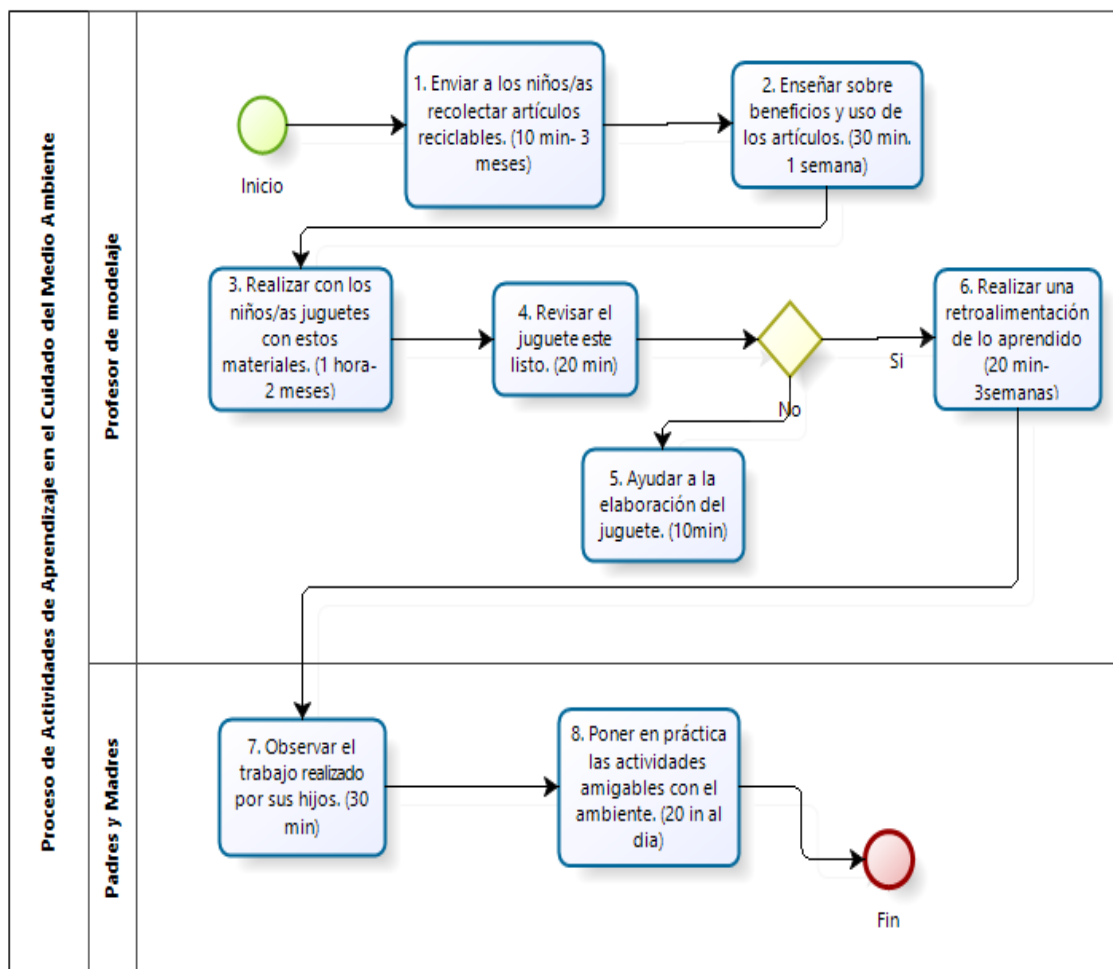 Proceso de Actividades de Aprendizaje en el Cuidado del Medio Ambiente
Profesor de modelaje
Inicio
1. Enviar a los niños/as
recolectar artículos
reciclables. (10 min- 3
meses)
2. Enseñar sobre
beneficios y uso de
los artículos. (30 min.
1 semana)
3. Realizar con los
niños/as juguetes
con estos
materiales. (1 hora-
2 meses)
4. Revisar el
juguete este
listo. (20 min)
Si
No
5. Ayudar a la
elaboración del
juguete. (10min)
6. Realizar una
retroalimentación
de lo aprendido
(20 min-
3semanas)
Padres y Madres
7. Observar el
trabajo realizado
por sus hijos. (30
min)
8. Poner en práctica
las actividades
amigables con el
ambiente. (20 in al
dia)
Fin